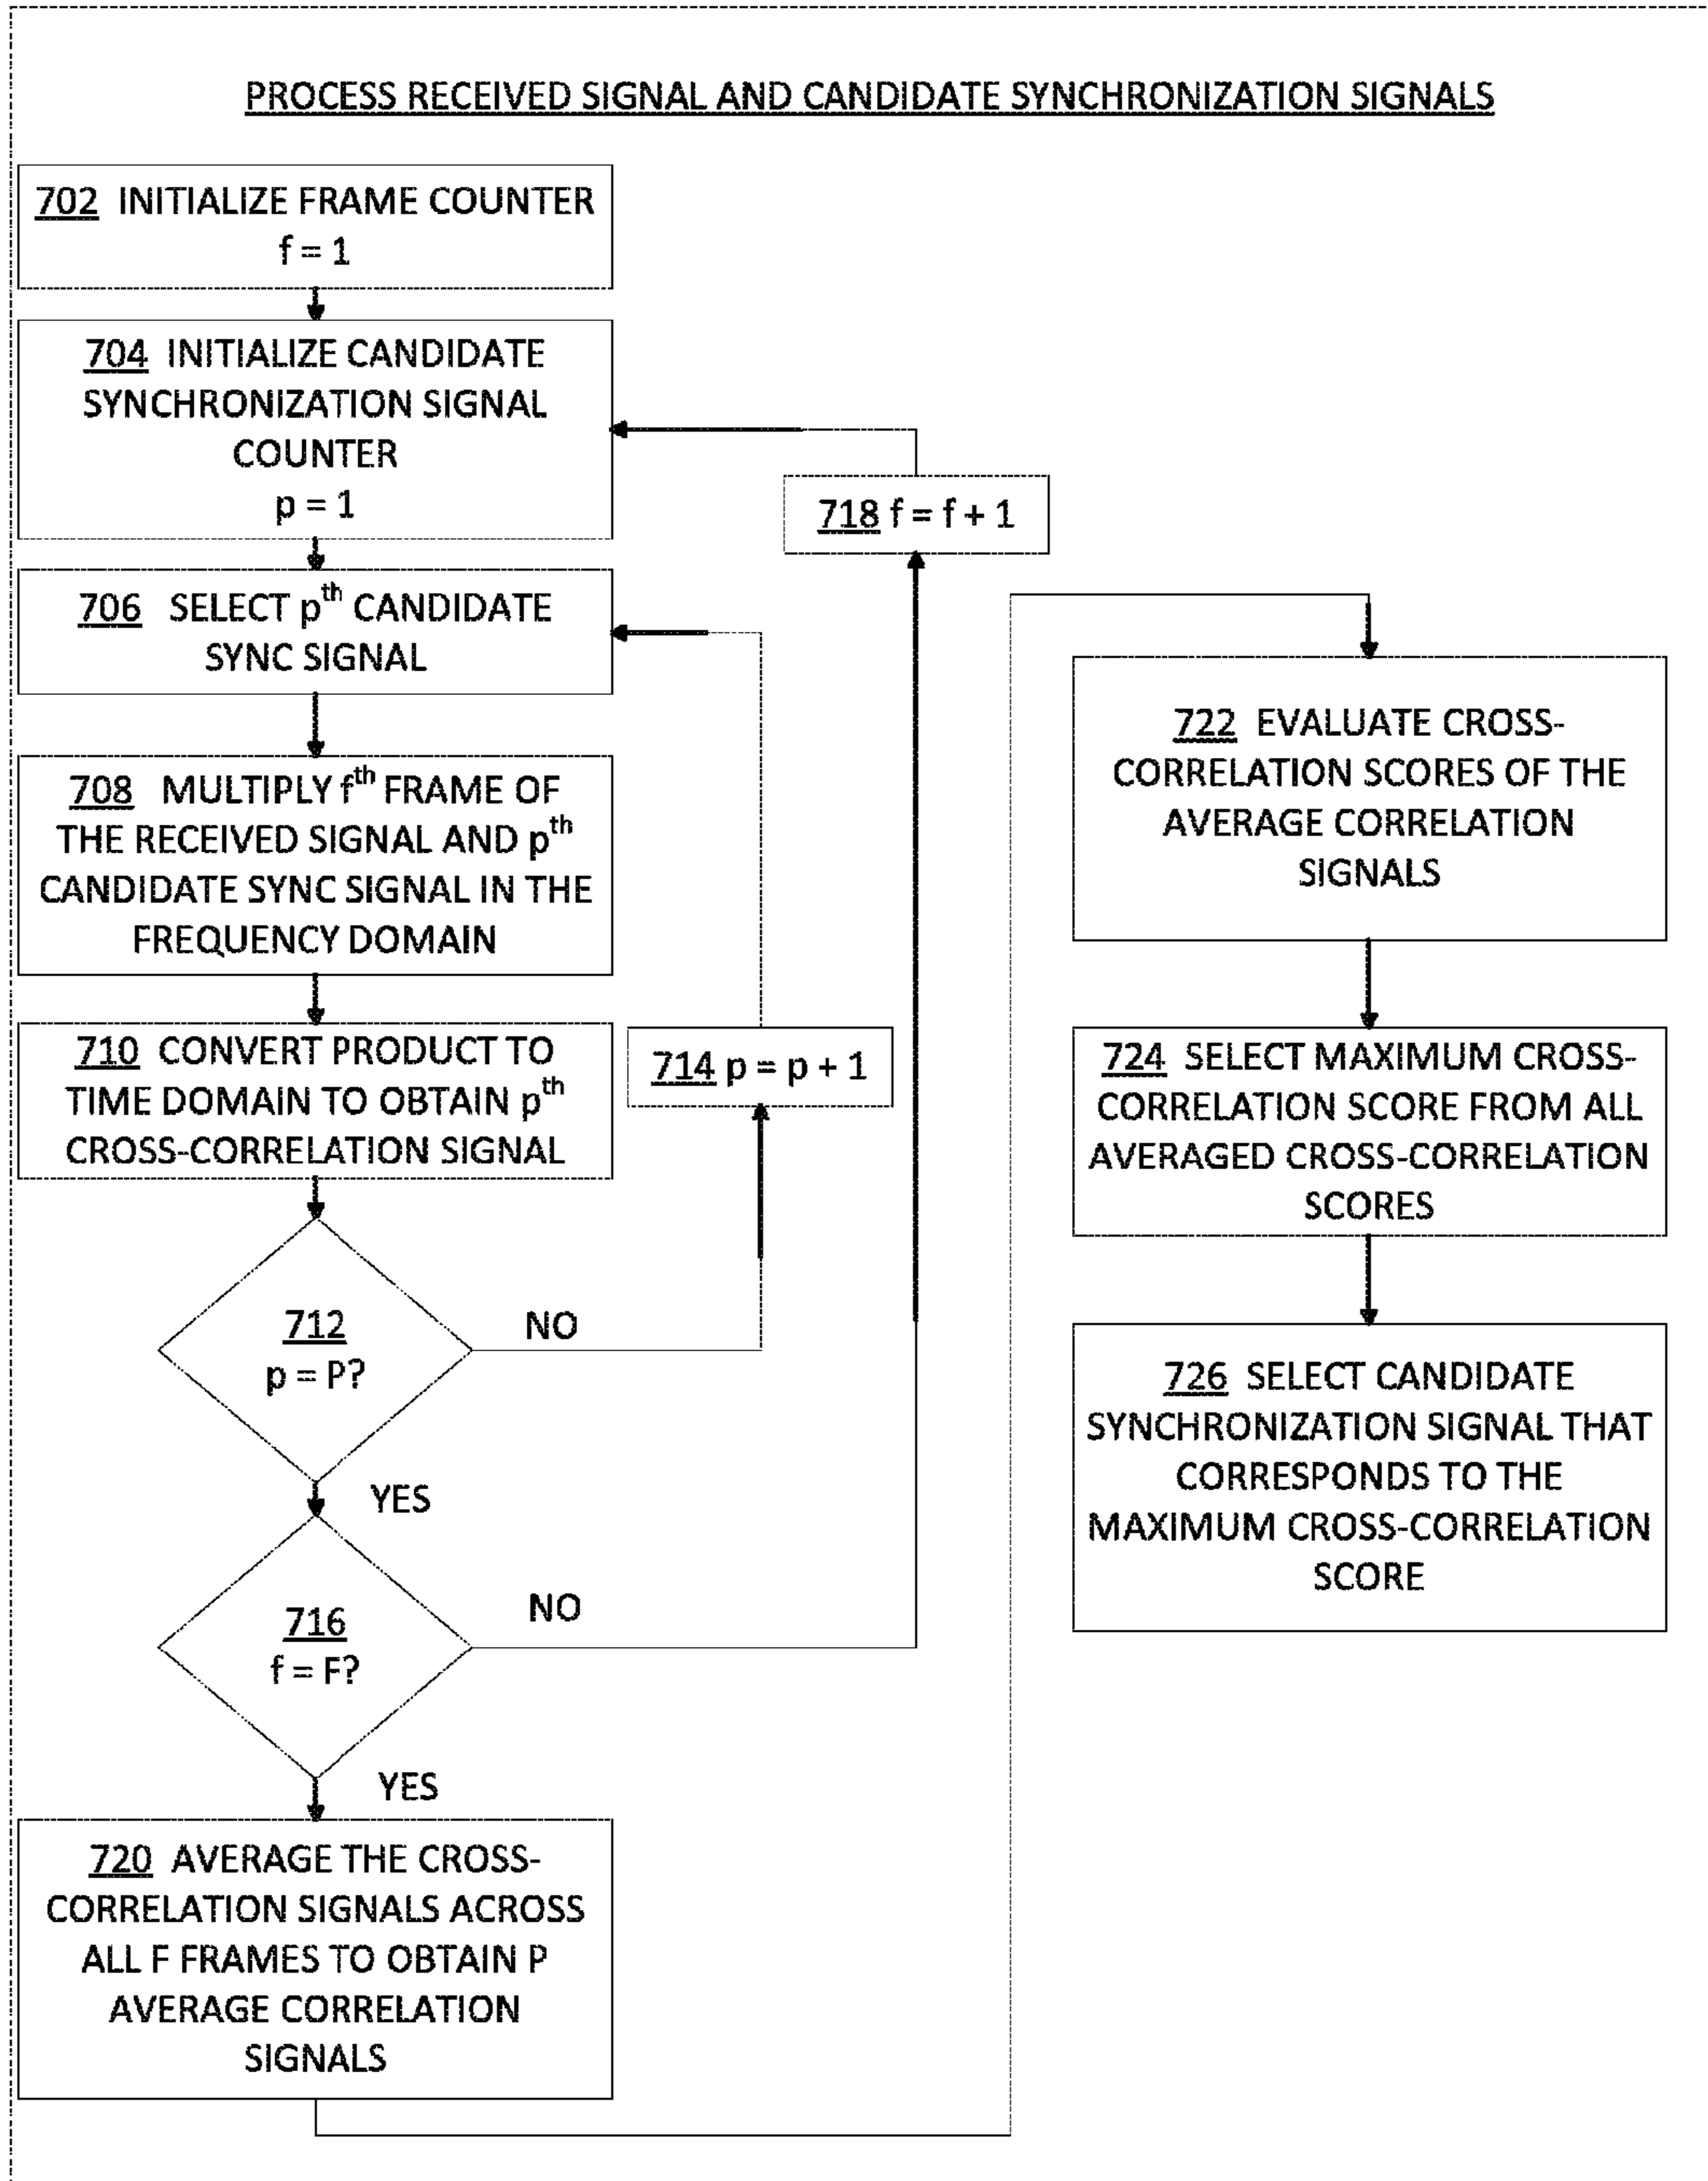 PROCESS RECEIVED SIGNAL AND CANDIDATE SYNCHRONIZATION SIGNALS
702 INITIALIZE FRAME COUNTER
f = 1
704 INITIALIZE CANDIDATE
SYNCHRONIZATION SIGNAL
COUNTER
p = 1
718 f = f + 1
706 SELECT pth CANDIDATE
SYNC SIGNAL
708 MULTIPLY fth FRAME OF
THE RECEIVED SIGNAL AND pth
CANDIDATE SYNC SIGNAL IN THE
FREQUENCY DOMAIN
710 CONVERT PRODUCT TO
TIME DOMAIN TO OBTAIN pth
CROSS-CORRELATION SIGNAL
714 p = p + 1
712
p = P?
NO
YES
716
f = F?
NO
YES
720 AVERAGE THE CROSS-
CORRELATION SIGNALS ACROSS
ALL F FRAMES TO OBTAIN P
AVERAGE CORRELATION
SIGNALS
722 EVALUATE CROSS-
CORRELATION SCORES OF THE
AVERAGE CORRELATION
SIGNALS
724 SELECT MAXIMUM CROSS-
CORRELATION SCORE FROM ALL
AVERAGED CROSS-CORRELATION
SCORES
726 SELECT CANDIDATE
SYNCHRONIZATION SIGNAL THAT
CORRESPONDS TO THE
MAXIMUM CROSS-CORRELATION
SCORE